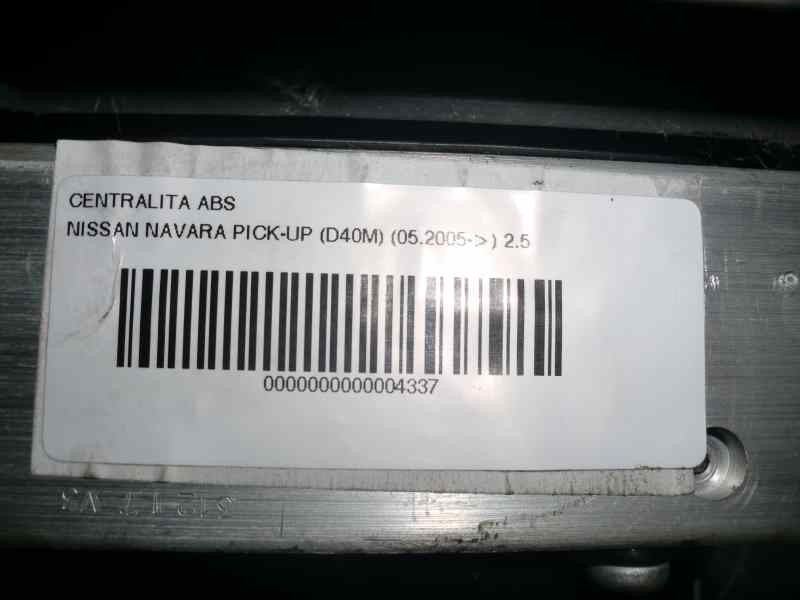 CENTRALITA ABS
NISSAN NAVARA PICK-UP (D40M) (05.2005->) 2.5
0000000000004337